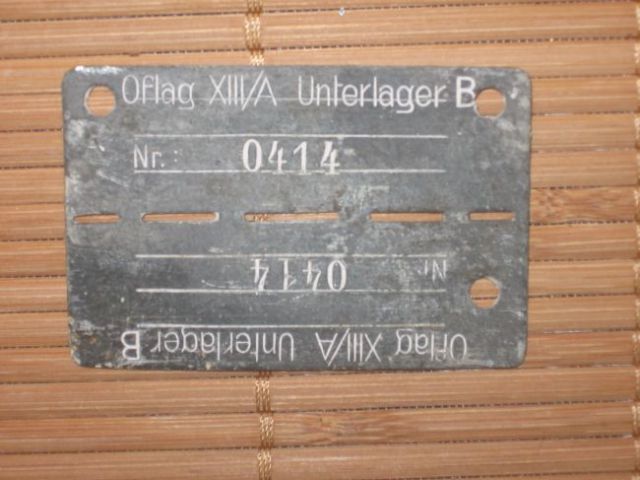 Oflag XIII/A Unterlager B
Nr.: 0414
Nr. 0414
Oflag XIII/A Unterlager B